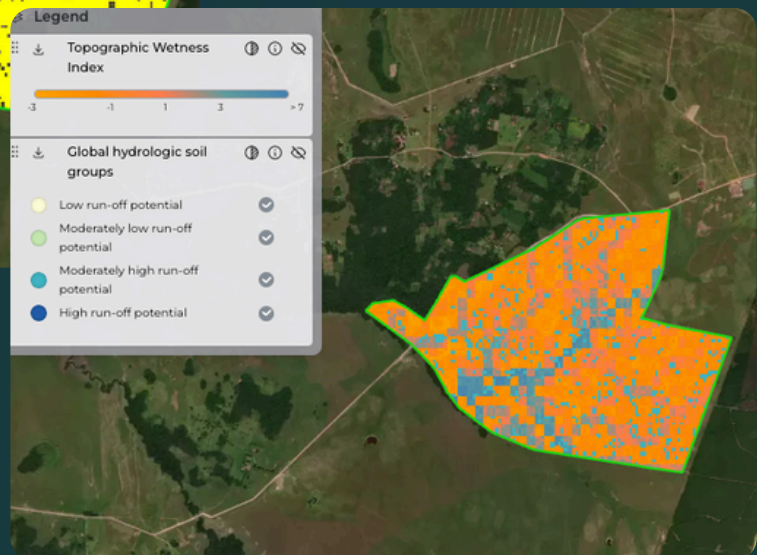 Legend
Topographic Wetness
Index
-3 -1 1 3 > 7
Global hydrologic soil
groups
Low run-off potential
Moderately low run-off
potential
Moderately high run-off
potential
High run-off potential